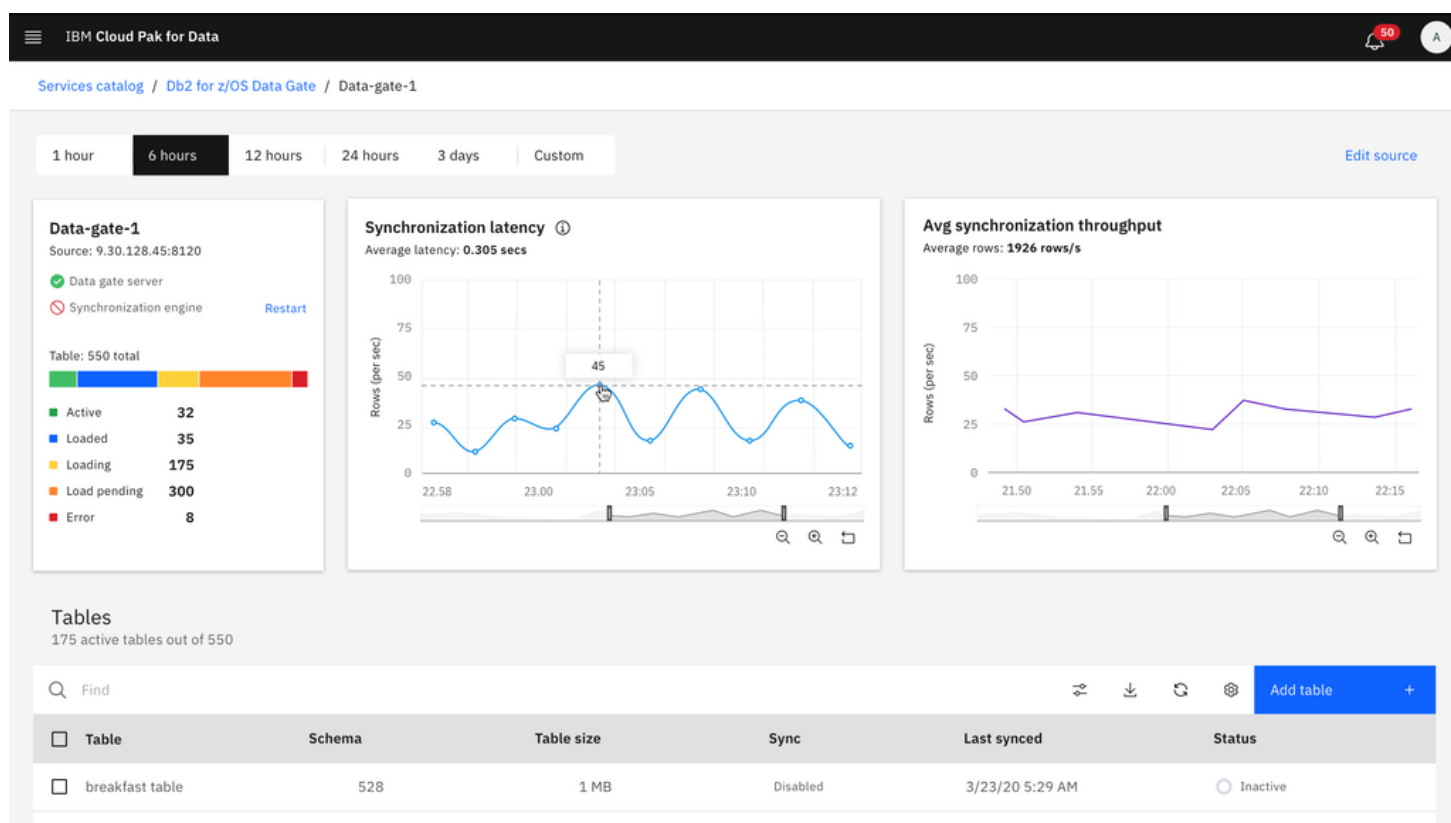 IBM Cloud Pak for Data
50
A
Services catalog / Db2 for z/OS Data Gate / Data-gate-1
1 hour
6 hours
12 hours
24 hours
3 days
Custom
Edit source
Data-gate-1
Source: 9.30.128.45:8120
Data gate server
Synchronization engine
Restart
Table: 550 total
Active 32
Loaded 35
Loading 175
Load pending 300
Error 8
Synchronization latency
Average latency: 0.305 secs
Rows (per sec)
100
75
50
25
0
45
22.58 23.00 23:05 23:10 23:12
Avg synchronization throughput
Average rows: 1926 rows/s
Rows (per sec)
100
75
50
25
0
21.50 21.55 22:00 22:05 22:10 22:15
Tables
175 active tables out of 550
Find
Add table +
Table Schema Table size Sync Last synced Status
breakfast table 528 1 MB Disabled 3/23/20 5:29 AM Inactive